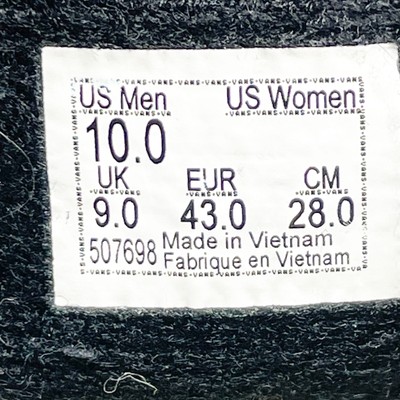 US Men US Women
10.0
UK EUR CM
9.0 43.0 28.0
507698 Made in Vietnam
Fabrique en Vietnam